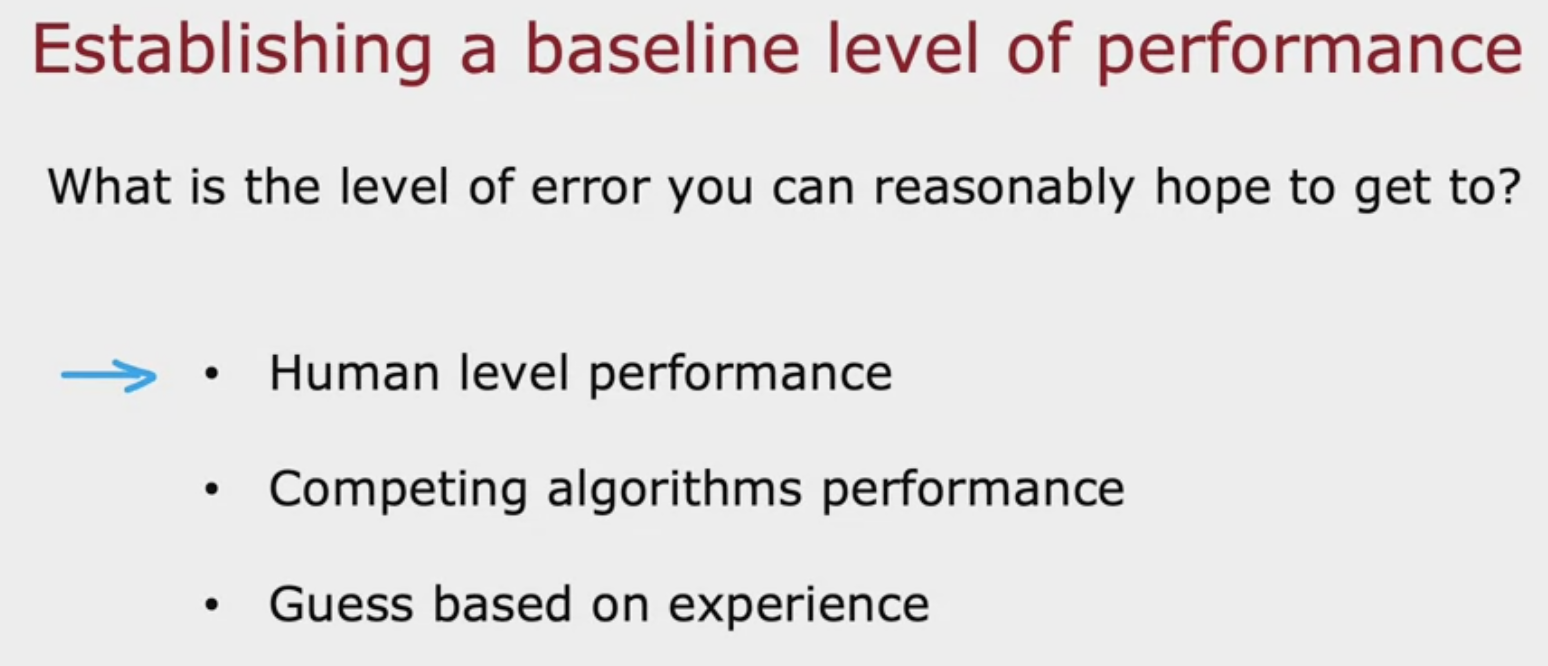 Establishing a baseline level of performance
What is the level of error you can reasonably hope to get to?
• Human level performance
• Competing algorithms performance
• Guess based on experience